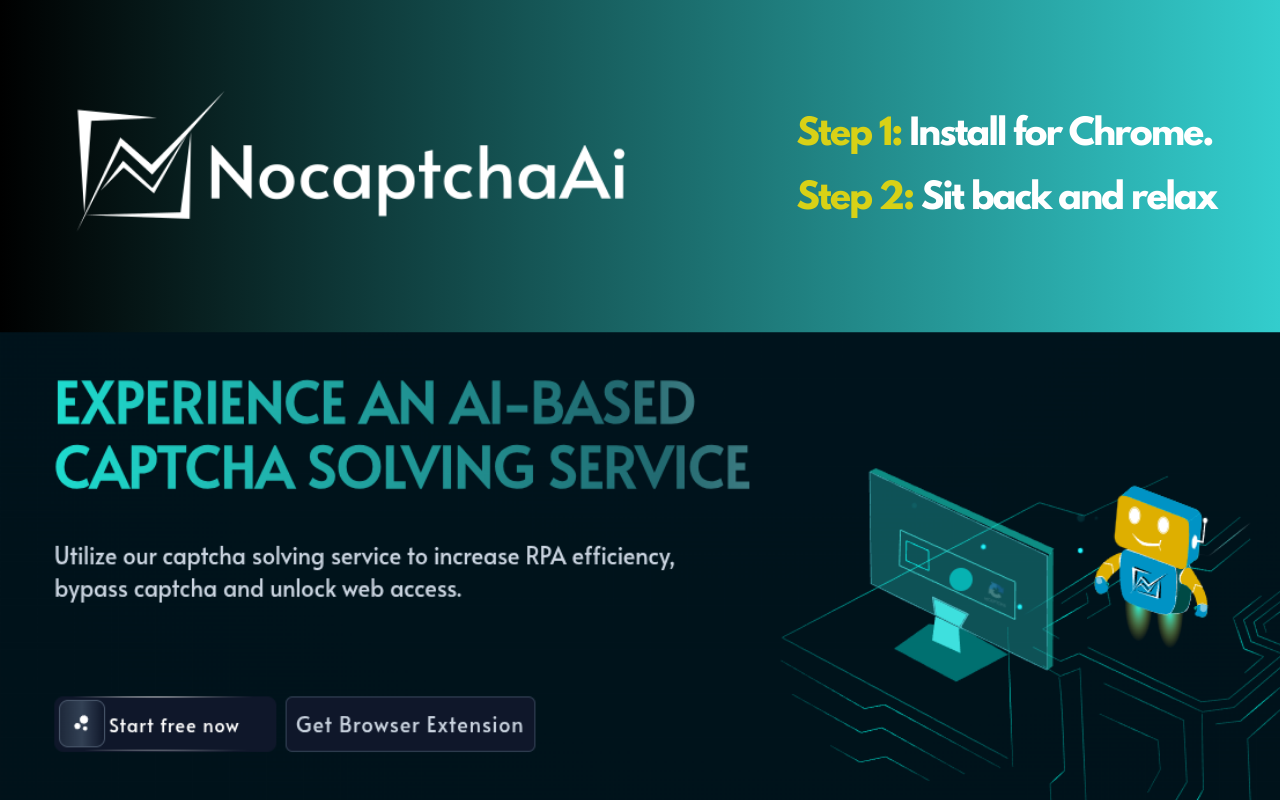 NocaptchaAi
Step 1: Install for Chrome.
Step 2: Sit back and relax
EXPERIENCE AN AI-BASED
CAPTCHA SOLVING SERVICE
Utilize our captcha solving service to increase RPA efficiency,
bypass captcha and unlock web access.
Start free now
Get Browser Extension